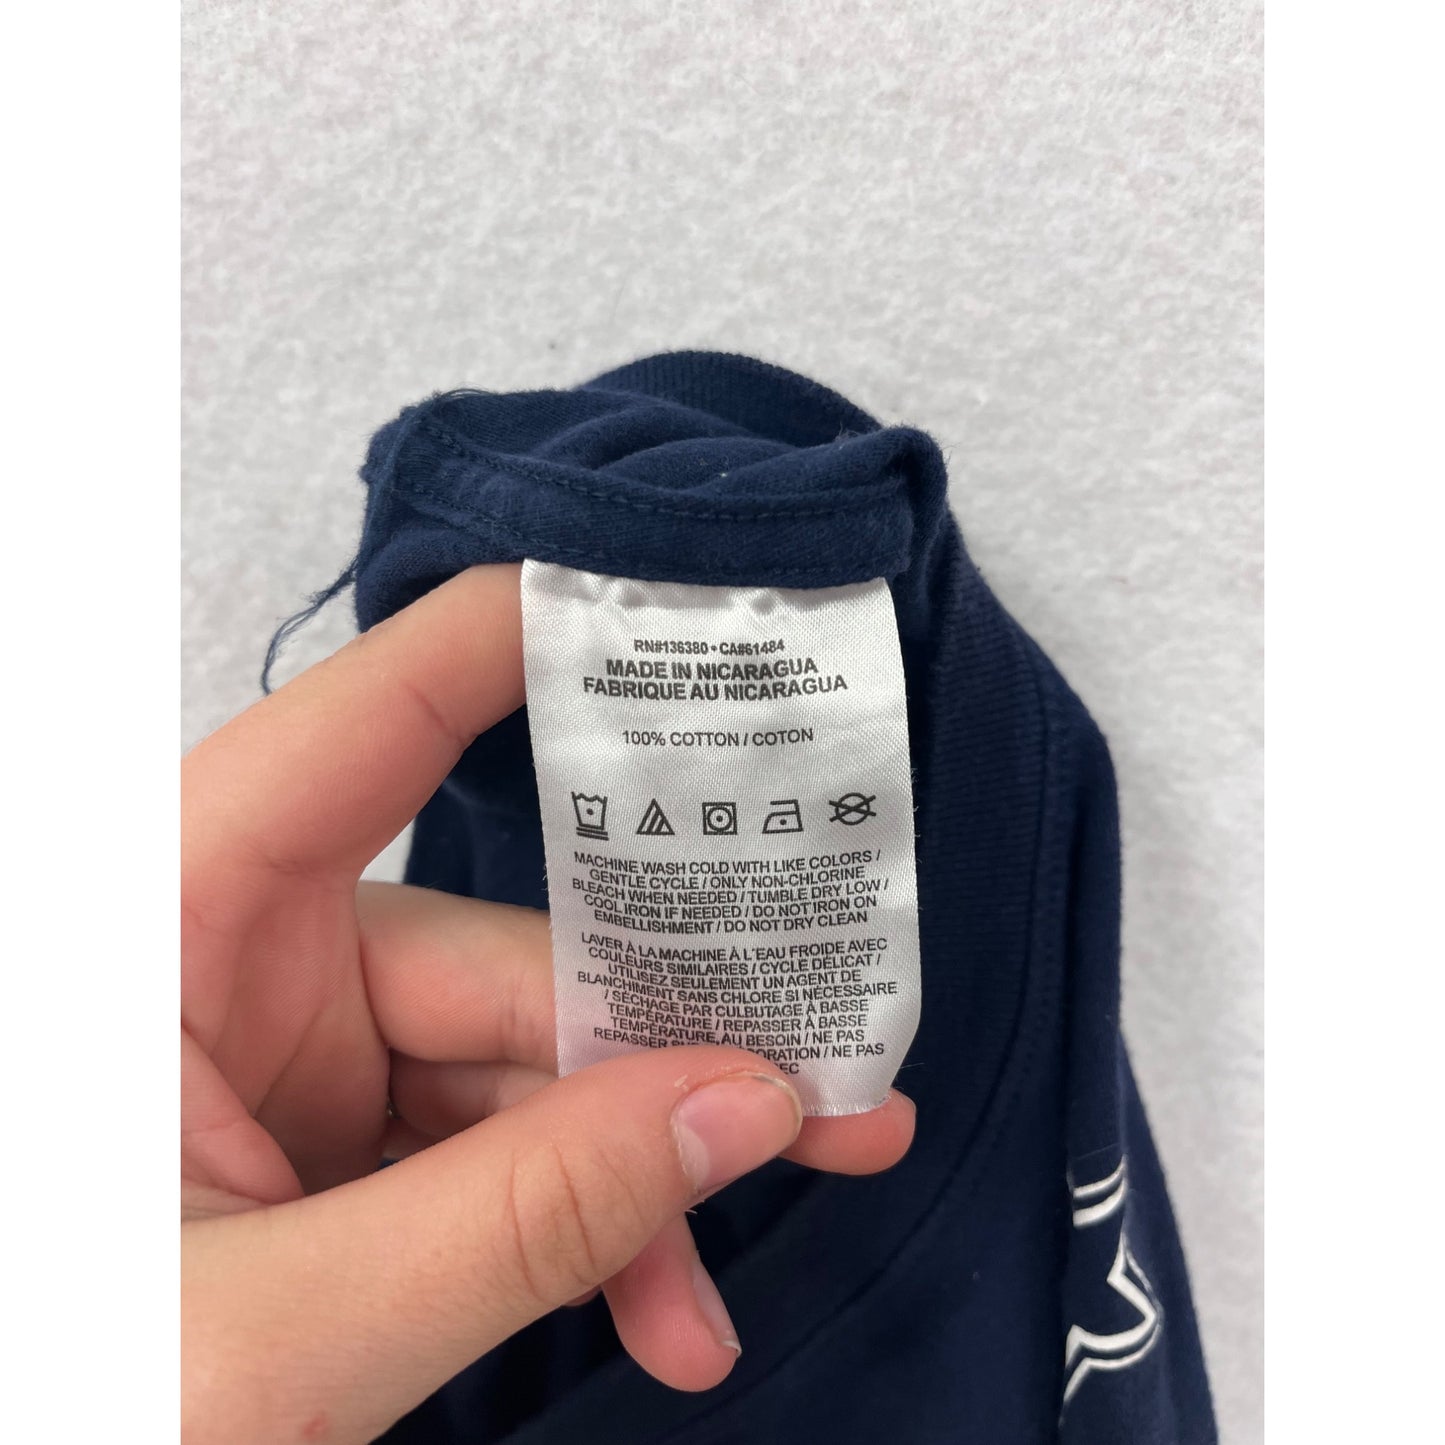 RN#136380 • CA#61484
MADE IN NICARAGUA
FABRIQUE AU NICARAGUA
100% COTTON / COTON
MACHINE WASH COLD WITH LIKE COLORS /
GENTLE CYCLE / ONLY NON-CHLORINE
BLEACH WHEN NEEDED / TUMBLE DRY LOW /
COOL IRON IF NEEDED / DO NOT IRON ON
EMBELLISHMENT / DO NOT DRY CLEAN
LAVER À LA MACHINE À L'EAU FROIDE AVEC
COULEURS SIMILAIRES / CYCLE DÉLICAT /
UTILISEZ SEULEMENT UN AGENT DE
BLANCHIMENT SANS CHLORE SI NÉCESSAIRE
/ SÉCHAGE PAR CULBUTAGE À BASSE
TEMPÉRATURE / REPASSER À BASSE
TEMPÉRATURE, AU BESOIN / NE PAS
REPASSER / NE PAS